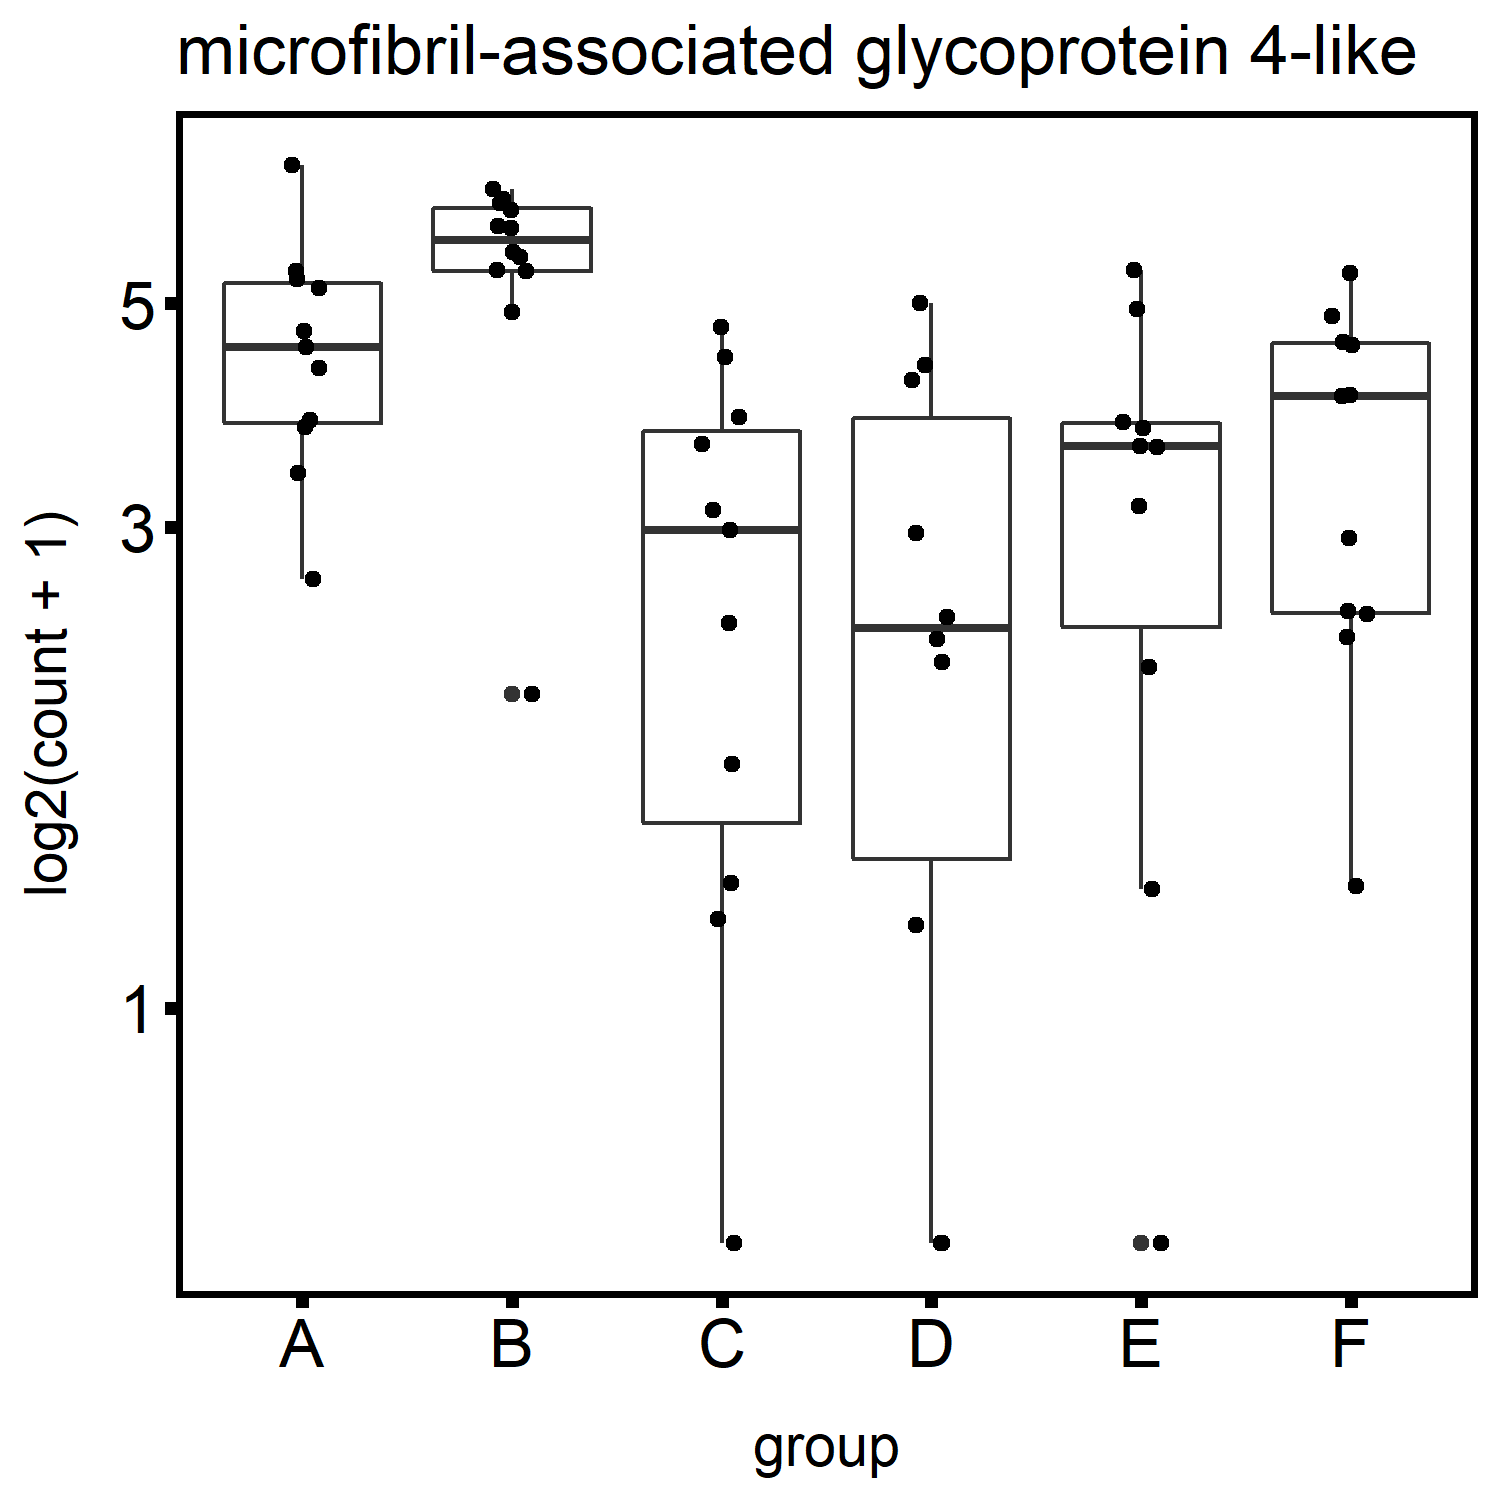 microfibril-associated glycoprotein 4-like
log2(count + 1)
5
3
1
A B C D E F
group